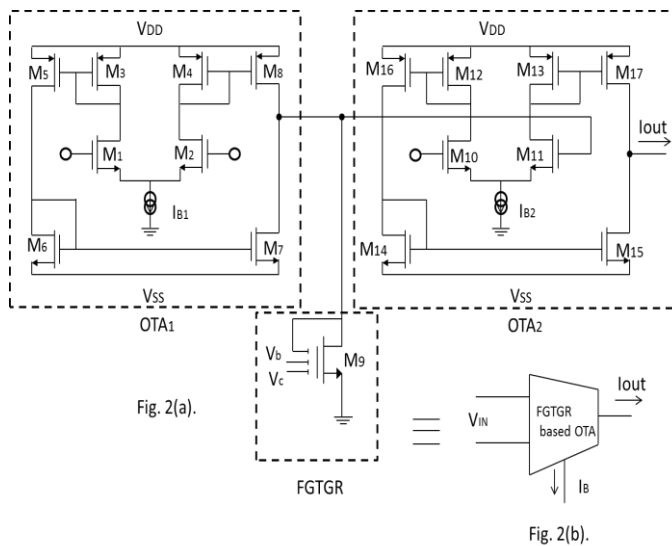 VDD VDD
M5 M3 M4 M8 M16 M12 M13 M17
Iout
M1 M2 M10 M11
IB1 IB2
M6 M7 M14 M15
VSS VSS
OTA1 OTA2
Vb
Vc
M9
Fig. 2(a).
FGTGR
VIN
FGTGR
based OTA
Iout
IB
Fig. 2(b).